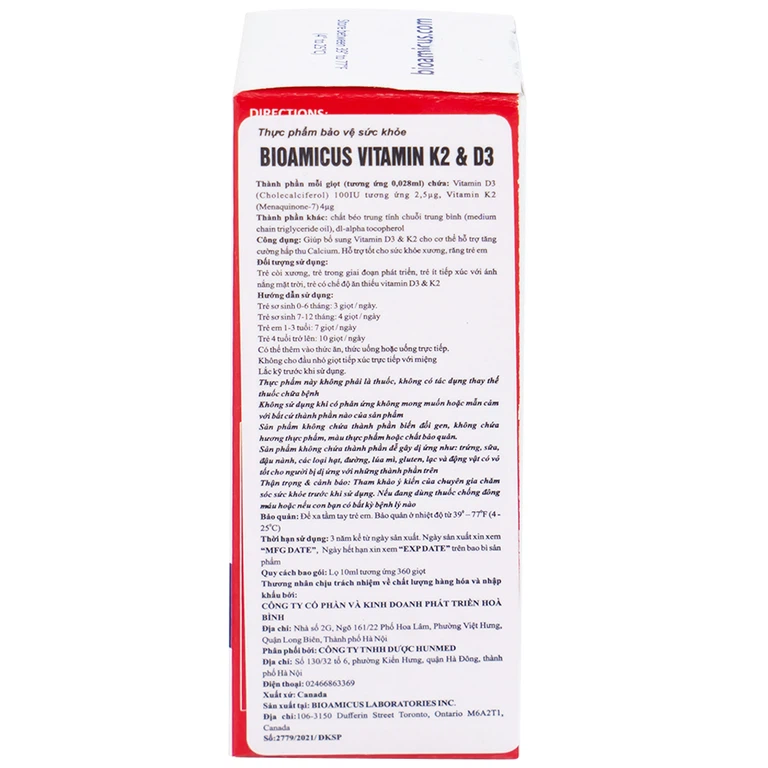 Store between 39° to 77°F
(4° to 25°C)
bioamicus.com
DIRECTIONS:
Thực phẩm bảo vệ sức khỏe
BIOAMICUS VITAMIN K2 & D3
Thành phần mỗi giọt (tương ứng 0,028ml) chứa: Vitamin D3
(Cholecalciferol) 100IU tương ứng 2,5µg, Vitamin K2
(Menaquinone-7) 4µg
Thành phần khác: chất béo trung tính chuỗi trung bình (medium
chain triglyceride oil), dl-alpha tocopherol
Công dụng: Giúp bổ sung Vitamin D3 & K2 cho cơ thể hỗ trợ tăng
cường hấp thu Calcium. Hỗ trợ tốt cho sức khỏe xương, răng trẻ em
Đối tượng sử dụng:
Trẻ còi xương, trẻ trong giai đoạn phát triển, trẻ ít tiếp xúc với ánh
nắng mặt trời, trẻ có chế độ ăn thiếu vitamin D3 & K2
Hướng dẫn sử dụng:
Trẻ sơ sinh 0-6 tháng: 3 giọt / ngày.
Trẻ sơ sinh 7-12 tháng: 4 giọt / ngày
Trẻ em 1-3 tuổi: 7 giọt / ngày
Trẻ 4 tuổi trở lên: 10 giọt / ngày
Có thể thêm vào thức ăn, thức uống hoặc uống trực tiếp.
Không cho đầu nhỏ giọt tiếp xúc trực tiếp với miệng
Lắc kỹ trước khi sử dụng.
Thực phẩm này không phải là thuốc, không có tác dụng thay thế
thuốc chữa bệnh
Không sử dụng khi có phản ứng không mong muốn hoặc mẫn cảm
với bất cứ thành phần nào của sản phẩm
Sản phẩm không chứa thành phần biến đổi gen, không chứa
hương thực phẩm, màu thực phẩm hoặc chất bảo quản.
Sản phẩm không chứa thành phần dễ gây dị ứng như: trứng, sữa,
đậu nành, các loại hạt, đường, lúa mì, gluten, lạc và động vật có vỏ
tốt cho người bị dị ứng với những thành phần trên
Thận trọng & cảnh báo: Tham khảo ý kiến của chuyên gia chăm
sóc sức khỏe trước khi sử dụng. Nếu đang dùng thuốc chống đông
máu hoặc nếu con bạn có bất kỳ bệnh lý nào
Bảo quản: Để xa tầm tay trẻ em. Bảo quản ở nhiệt độ từ 39° – 77°F (4 -
25°C)
Thời hạn sử dụng: 3 năm kể từ ngày sản xuất. Ngày sản xuất xin xem
"MFG DATE", Ngày hết hạn xin xem "EXP DATE" trên bao bì sản
phẩm
Quy cách bao gói: Lọ 10ml tương ứng 360 giọt
Thương nhân chịu trách nhiệm về chất lượng hàng hóa và nhập
khẩu bởi:
CÔNG TY CỔ PHẦN VÀ KINH DOANH PHÁT TRIỂN HOÀ
BÌNH
Địa chỉ: Nhà số 2G, Ngõ 161/22 Phố Hoa Lâm, Phường Việt Hưng,
Quận Long Biên, Thành phố Hà Nội
Phân phối bởi: CÔNG TY TNHH DƯỢC HUNMED
Địa chỉ: Số 130/32 tổ 6, phường Kiến Hưng, quận Hà Đông, thành
phố Hà Nội
Điện thoại: 02466863369
Xuất xứ: Canada
Sản xuất tại: BIOAMICUS LABORATORIES INC.
Địa chỉ:106-3150 Dufferin Street Toronto, Ontario M6A2T1,
Canada
Số:2779/2021/ĐKSP